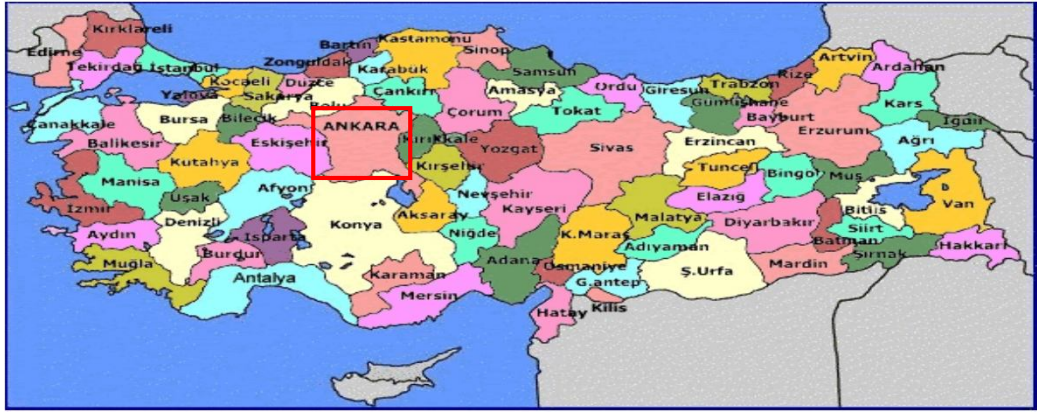 Kırklareli
Edirne
Tekirdağ
İstanbul
Kocaeli
Yalova
Sakarya
Düzce
Zonguldak
Bartın
Karabük
Kastamonu
Sinop
Çankırı
Samsun
Amasya
Ordu
Giresun
Trabzon
Rize
Artvin
Ardahan
Kars
Iğdır
Ağrı
Gümüşhane
Bayburt
Erzurum
Erzincan
Çanakkale
Balikesir
Bursa
Bilecik
Bolu
ANKARA
Kırıkkale
Çorum
Tokat
Yozgat
Sivas
Eskişehir
Kutahya
Kırşehir
Manisa
Uşak
Afyon
İzmir
Aydın
Denizli
Muğla
Burdur
Isparta
Antalya
Konya
Aksaray
Nevşehir
Niğde
Kayseri
Karaman
Mersin
Adana
K.Maraş
Osmaniye
Hatay
Kilis
G.antep
Malatya
Adıyaman
Ş.Urfa
Elazıg
Tunceli
Bingöl
Muş
Diyarbakır
Batman
Mardin
Siirt
Bitlis
Şırnak
Van
Hakkari
B